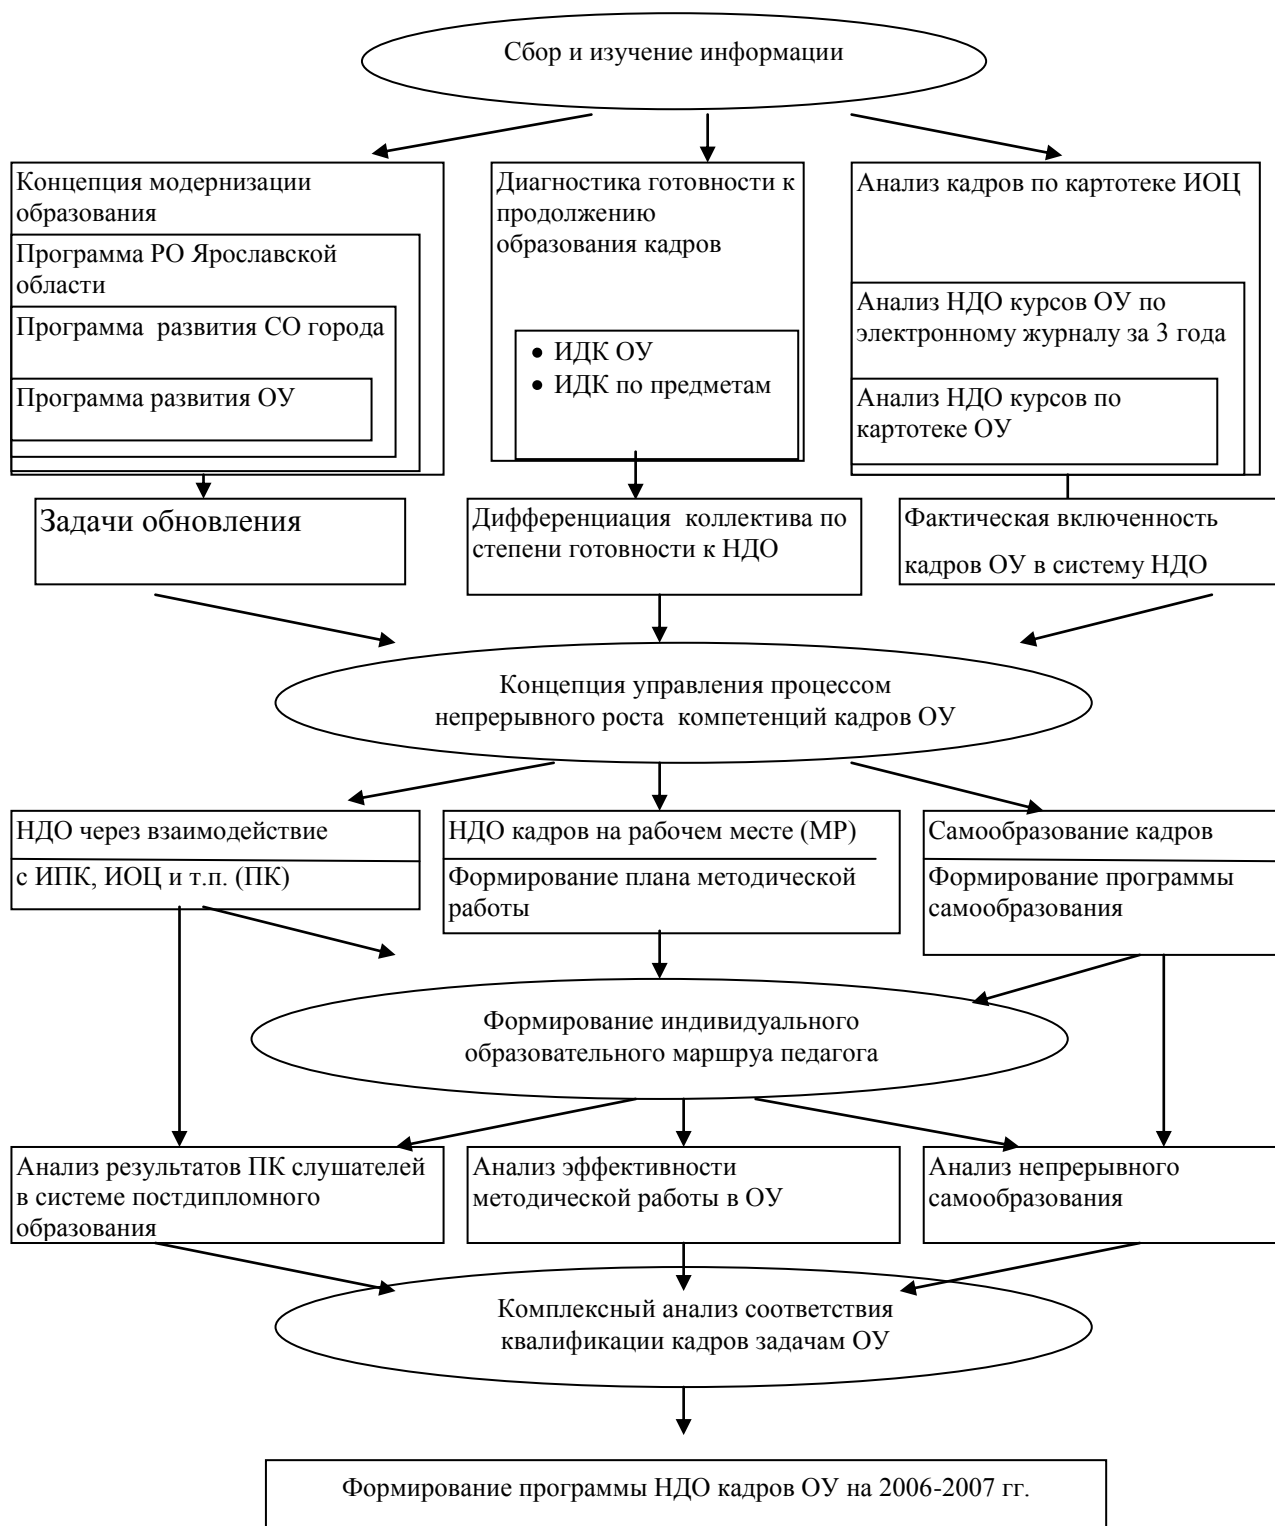 Сбор и изучение информации
Концепция модернизации
образования
Программа РО Ярославской
области
Программа развития СО города
Программа развития ОУ
Диагностика готовности к
продолжению
образования кадров
• ИДК ОУ
• ИДК по предметам
Анализ кадров по картотеке ИОЦ
Анализ НДО курсов ОУ по
электронному журналу за 3 года
Анализ НДО курсов по
картотеке ОУ
Задачи обновления
Дифференциация коллектива по
степени готовности к НДО
Фактическая включенность
кадров ОУ в систему НДО
Концепция управления процессом
непрерывного роста компетенций кадров ОУ
НДО через взаимодействие
с ИПК, ИОЦ и т.п. (ПК)
НДО кадров на рабочем месте (МР)
Формирование плана методической
работы
Самообразование кадров
Формирование программы
самообразования
Формирование индивидуального
образовательного маршруа педагога
Анализ результатов ПК слушателей
в системе постдипломного
образования
Анализ эффективности
методической работы в ОУ
Анализ непрерывного
самообразования
Комплексный анализ соответствия
квалификации кадров задачам ОУ
Формирование программы НДО кадров ОУ на 2006-2007 гг.